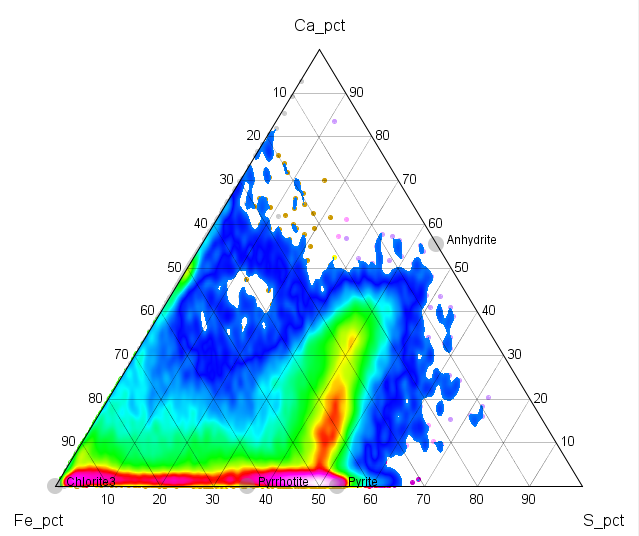 Ca_pct
10 90
20 80
30 70
40 60
Anhydrite
50 50
60 40
70 30
80 20
90 10
Chlorite3 Pyrrhotite Pyrite
10 20 30 40 50 60 70 80 90
Fe_pct S_pct